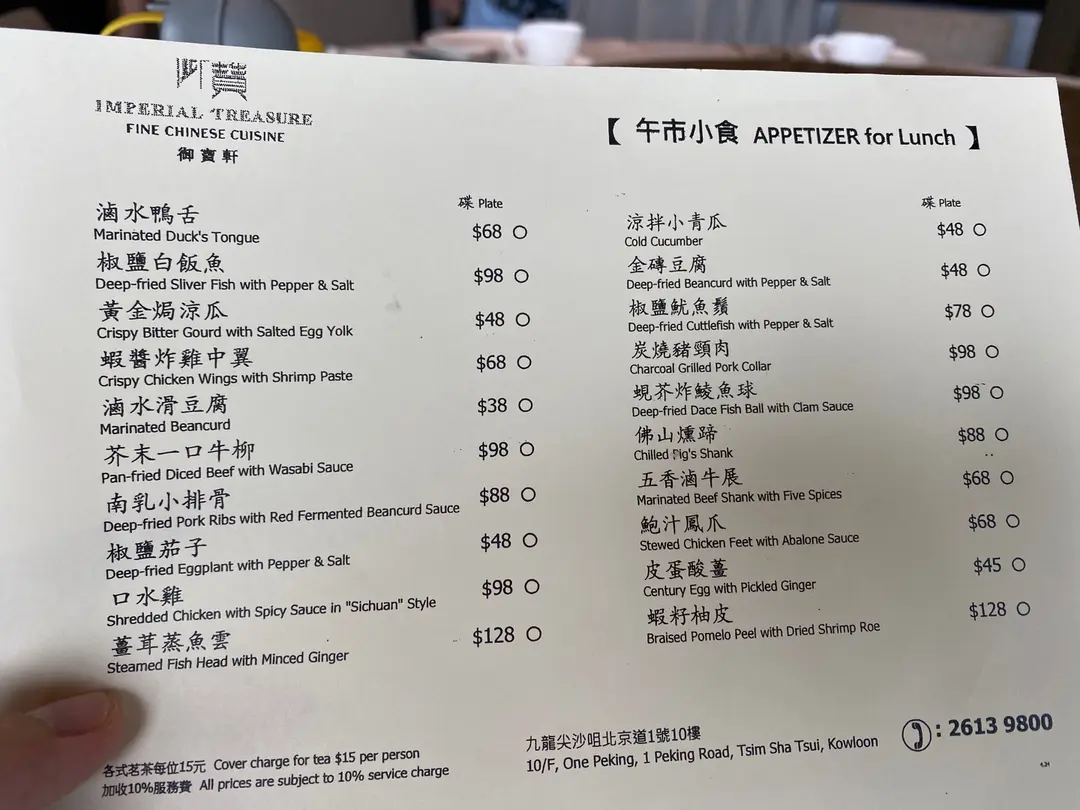 御寶
IMPERIAL TREASURE
FINE CHINESE CUISINE
御寶軒
【 午市小食 APPETIZER for Lunch 】
碟 Plate
滷水鴨舌
Marinated Duck's Tongue $68
椒鹽白飯魚
Deep-fried Sliver Fish with Pepper & Salt $98
黃金焗涼瓜
Crispy Bitter Gourd with Salted Egg Yolk $48
蝦醬炸雞中翼
Crispy Chicken Wings with Shrimp Paste $68
滷水滑豆腐
Marinated Beancurd $38
芥末一口牛柳
Pan-fried Diced Beef with Wasabi Sauce $98
南乳小排骨
Deep-fried Pork Ribs with Red Fermented Beancurd Sauce $88
椒鹽茄子
Deep-fried Eggplant with Pepper & Salt $48
口水雞
Shredded Chicken with Spicy Sauce in "Sichuan" Style $98
薑茸蒸魚雲
Steamed Fish Head with Minced Ginger $128
碟 Plate
涼拌小青瓜
Cold Cucumber $48
金磚豆腐
Deep-fried Beancurd with Pepper & Salt $48
椒鹽魷魚鬚
Deep-fried Cuttlefish with Pepper & Salt $78
炭燒豬頸肉
Charcoal Grilled Pork Collar $98
蜆芥炸鯪魚球
Deep-fried Dace Fish Ball with Clam Sauce $98
佛山燻蹄
Chilled Pig's Shank $88
五香滷牛展
Marinated Beef Shank with Five Spices $68
鮑汁鳳爪
Stewed Chicken Feet with Abalone Sauce $68
皮蛋酸薑
Century Egg with Pickled Ginger $45
蝦籽柚皮
Braised Pomelo Peel with Dried Shrimp Roe $128
各式茗茶每位15元 Cover charge for tea $15 per person
加收10%服務費 All prices are subject to 10% service charge
九龍尖沙咀北京道1號10樓
10/F, One Peking, 1 Peking Road, Tsim Sha Tsui, Kowloon
: 2613 9800